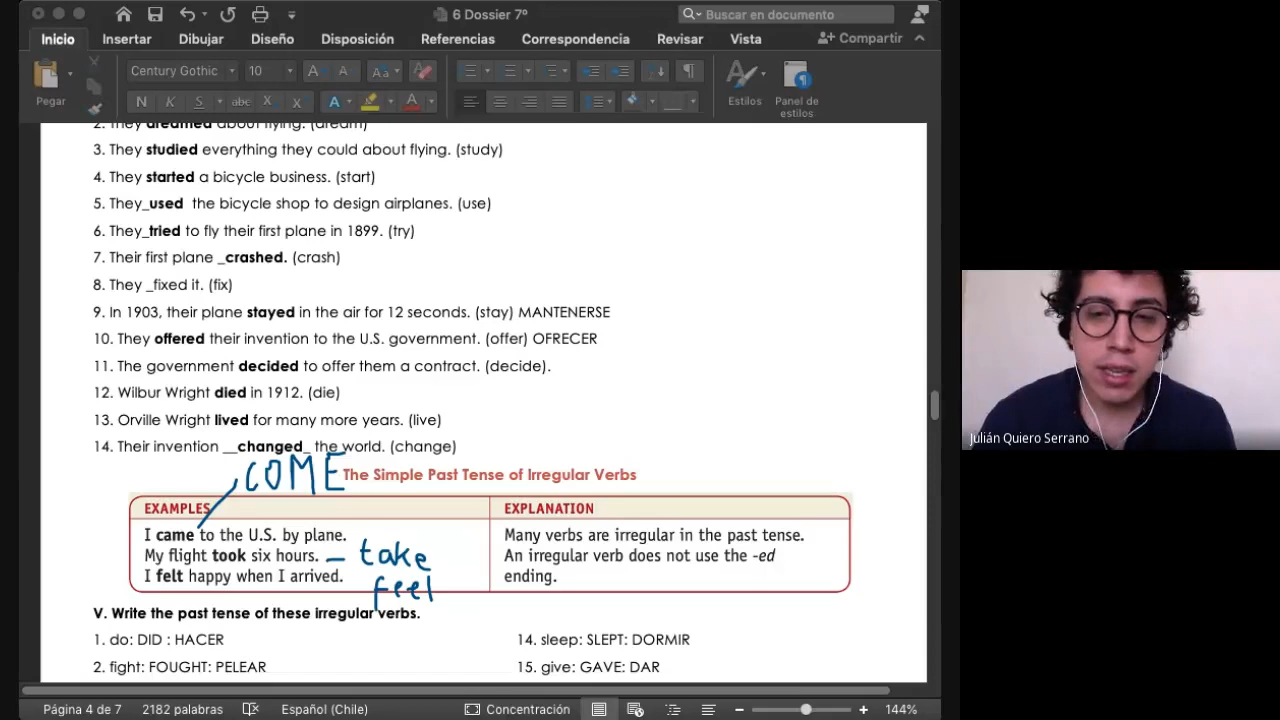 6 Dossier 7º
Buscar en documento
Inicio Insertar Dibujar Diseño Disposición Referencias Correspondencia Revisar Vista Compartir
Century Gothic 10
Pegar
N K S abc X X A A
Estilos
Panel de estilos
2. They dreamed about flying. (dream)
3. They studied everything they could about flying. (study)
4. They started a bicycle business. (start)
5. They_used the bicycle shop to design airplanes. (use)
6. They_tried to fly their first plane in 1899. (try)
7. Their first plane _crashed. (crash)
8. They _fixed it. (fix)
9. In 1903, their plane stayed in the air for 12 seconds. (stay) MANTENERSE
10. They offered their invention to the U.S. government. (offer) OFRECER
11. The government decided to offer them a contract. (decide).
12. Wilbur Wright died in 1912. (die)
13. Orville Wright lived for many more years. (live)
14. Their invention __changed_ the world. (change)
COME
The Simple Past Tense of Irregular Verbs
EXAMPLES EXPLANATION
I came to the U.S. by plane. Many verbs are irregular in the past tense.
My flight took six hours. – take An irregular verb does not use the -ed
I felt happy when I arrived. feel ending.
V. Write the past tense of these irregular verbs.
1. do: DID : HACER 14. sleep: SLEPT: DORMIR
2. fight: FOUGHT: PELEAR 15. give: GAVE: DAR
Página 4 de 7 2182 palabras Español (Chile) Concentración 144%
Julián Quiero Serrano